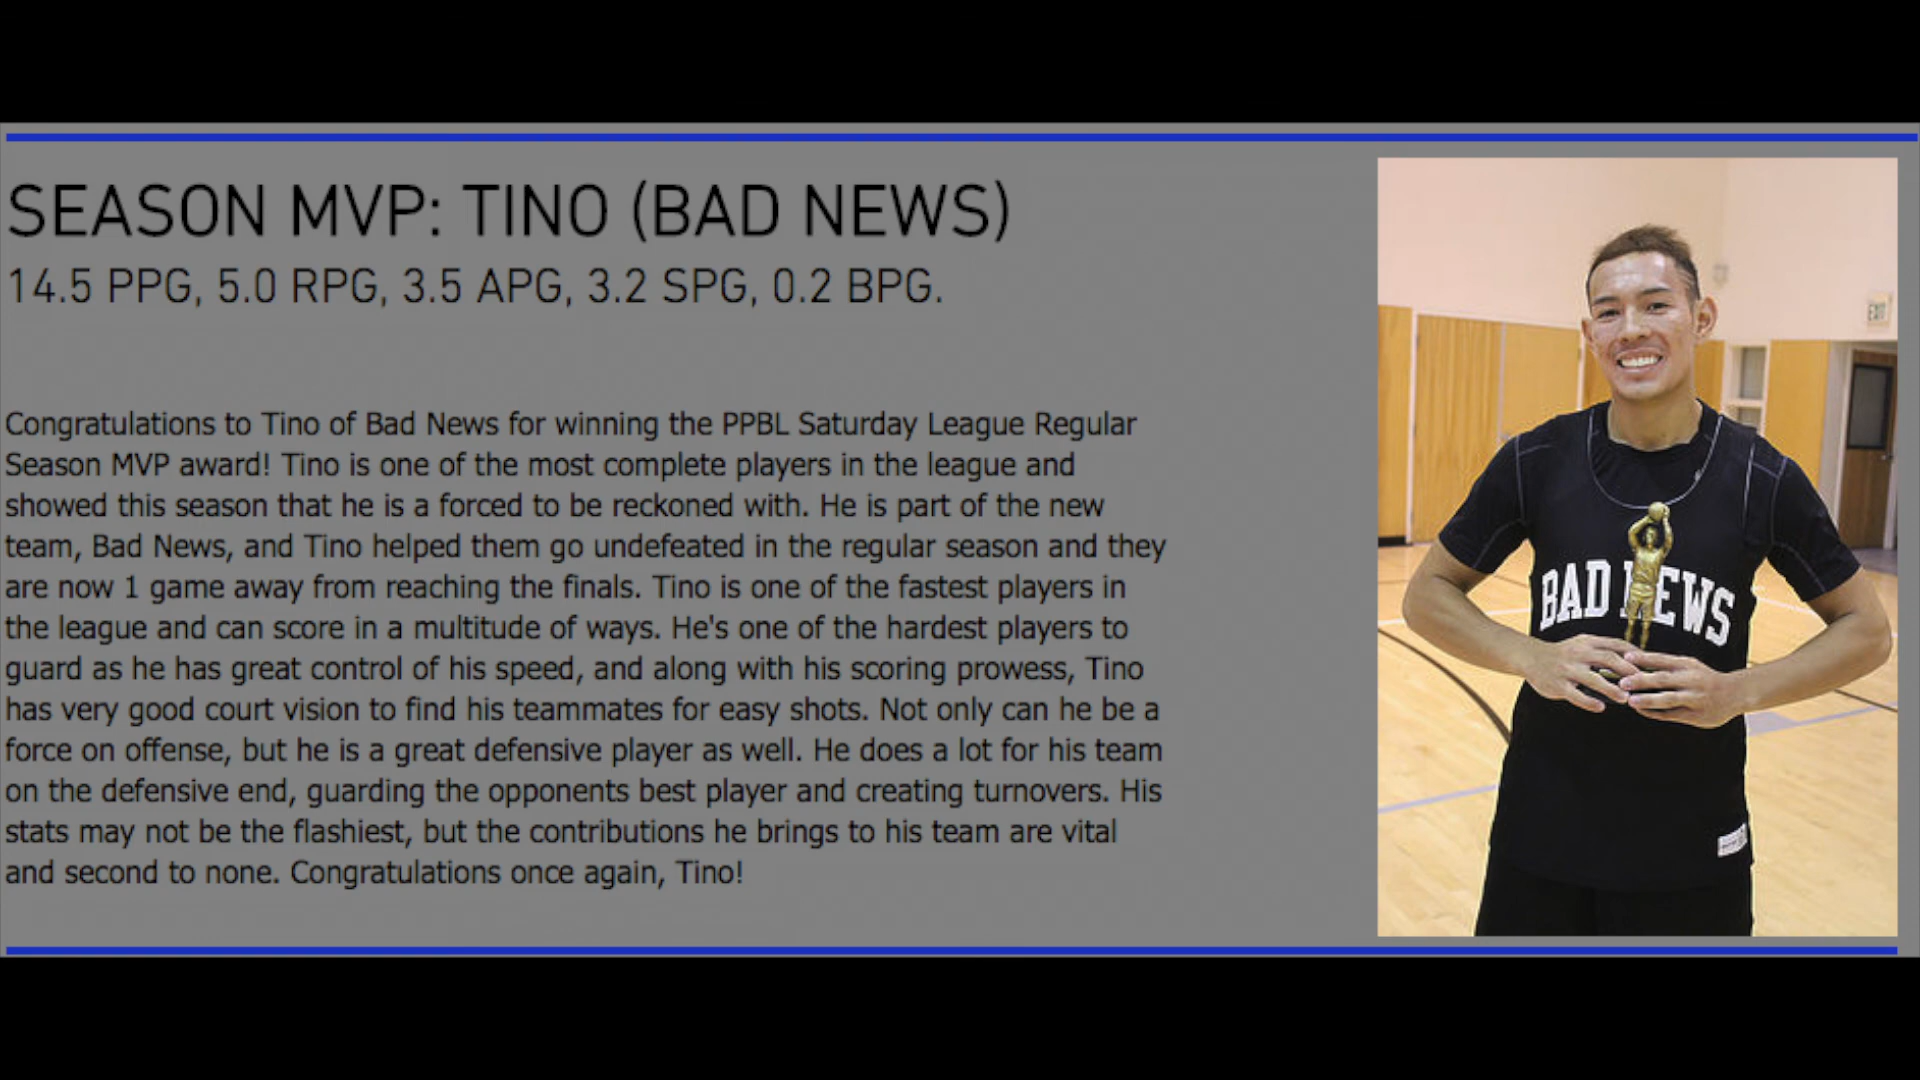 SEASON MVP: TINO (BAD NEWS)
14.5 PPG, 5.0 RPG, 3.5 APG, 3.2 SPG, 0.2 BPG.
Congratulations to Tino of Bad News for winning the PPBL Saturday League Regular
Season MVP award! Tino is one of the most complete players in the league and
showed this season that he is a forced to be reckoned with. He is part of the new
team, Bad News, and Tino helped them go undefeated in the regular season and they
are now 1 game away from reaching the finals. Tino is one of the fastest players in
the league and can score in a multitude of ways. He's one of the hardest players to
guard as he has great control of his speed, and along with his scoring prowess, Tino
has very good court vision to find his teammates for easy shots. Not only can he be a
force on offense, but he is a great defensive player as well. He does a lot for his team
on the defensive end, guarding the opponents best player and creating turnovers. His
stats may not be the flashiest, but the contributions he brings to his team are vital
and second to none. Congratulations once again, Tino!
EXIT
BAD NEWS